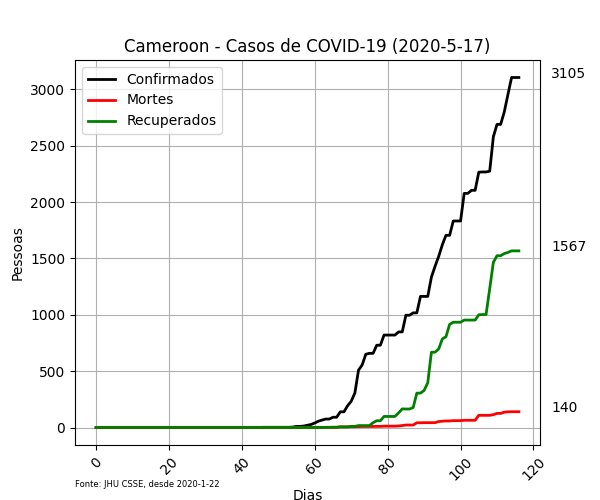 Cameroon - Casos de COVID-19 (2020-5-17)
Confirmados
Mortes
Recuperados
3105
1567
140
3000
2500
2000
1500
1000
500
0
Pessoas
0
20
40
60
80
100
120
Fonte: JHU CSSE, desde 2020-1-22
Dias